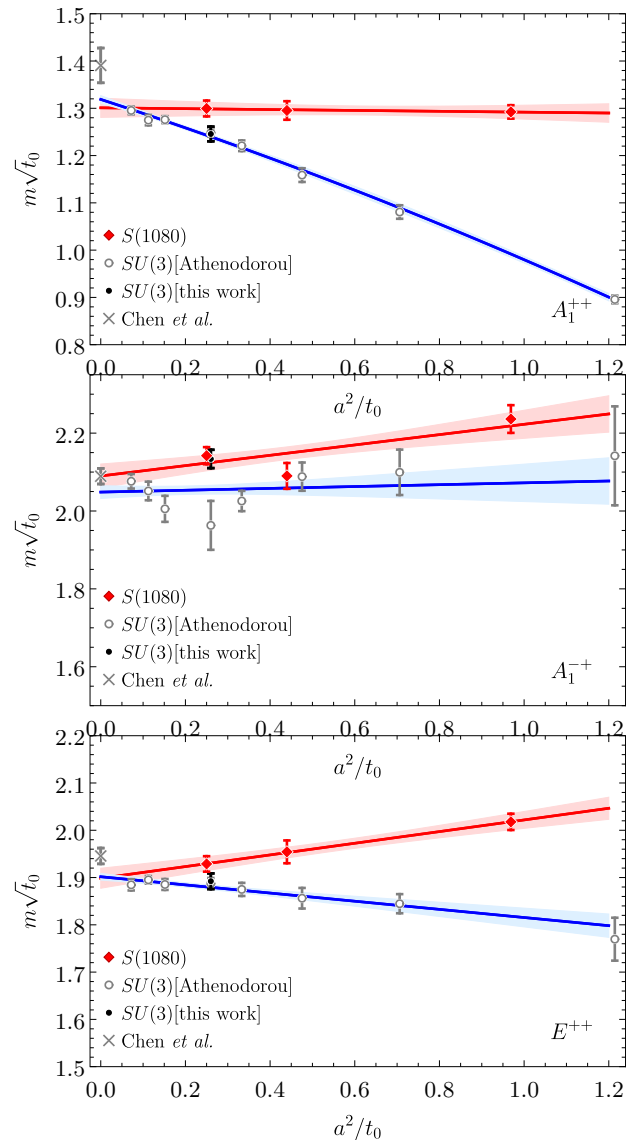 1.5
1.4
1.3
1.2
1.1
1.0
0.9
0.8
m√t₀
S(1080)
SU(3)[Athenodorou]
SU(3)[this work]
Chen et al.
A₁⁺⁺
0.0 0.2 0.4 0.6 0.8 1.0 1.2
a²/t₀
2.2
2.0
1.8
1.6
m√t₀
S(1080)
SU(3)[Athenodorou]
SU(3)[this work]
Chen et al.
A₁⁻⁺
0.0 0.2 0.4 0.6 0.8 1.0 1.2
a²/t₀
2.2
2.1
2.0
1.9
1.8
1.7
1.6
1.5
m√t₀
S(1080)
SU(3)[Athenodorou]
SU(3)[this work]
Chen et al.
E⁺⁺
0.0 0.2 0.4 0.6 0.8 1.0 1.2
a²/t₀